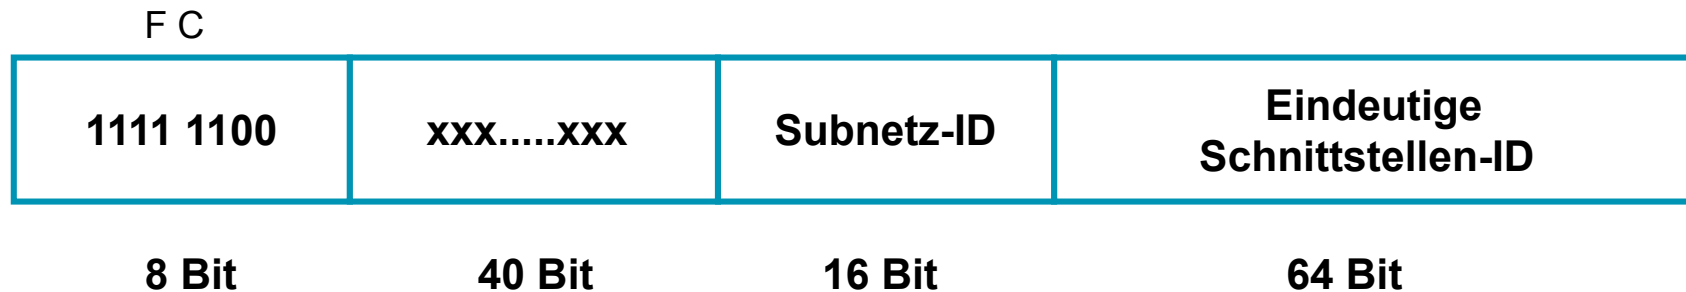 F C
1111 1100
xxx.....xxx
Subnetz-ID
Eindeutige
Schnittstellen-ID
8 Bit
40 Bit
16 Bit
64 Bit